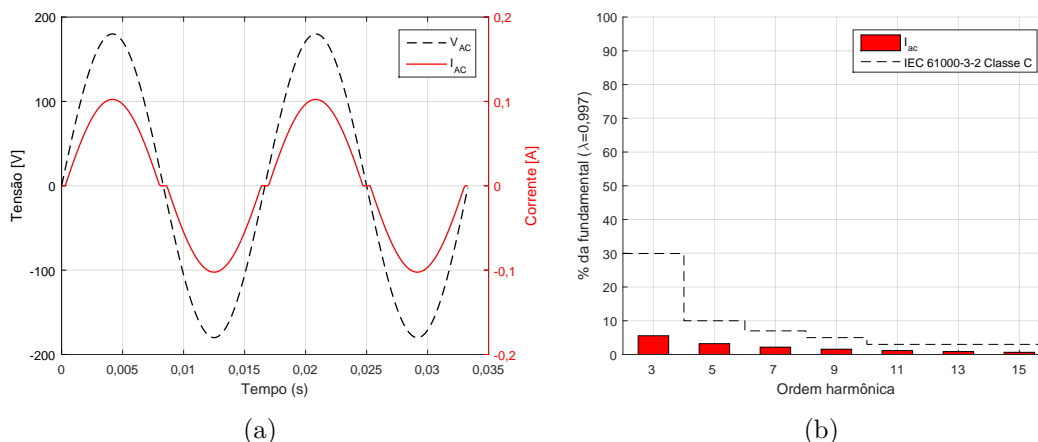 200
100
0
-100
-200
Tensão [V]
V_AC
I_AC
0,2
0,1
0
-0,1
-0,2
Corrente [A]
0 0,005 0,01 0,015 0,02 0,025 0,03 0,035
Tempo (s)
(a)
100
90
80
70
60
50
40
30
20
10
0
% da fundamental (λ=0,997)
I_ac
IEC 61000-3-2 Classe C
3 5 7 9 11 13 15
Ordem harmônica
(b)